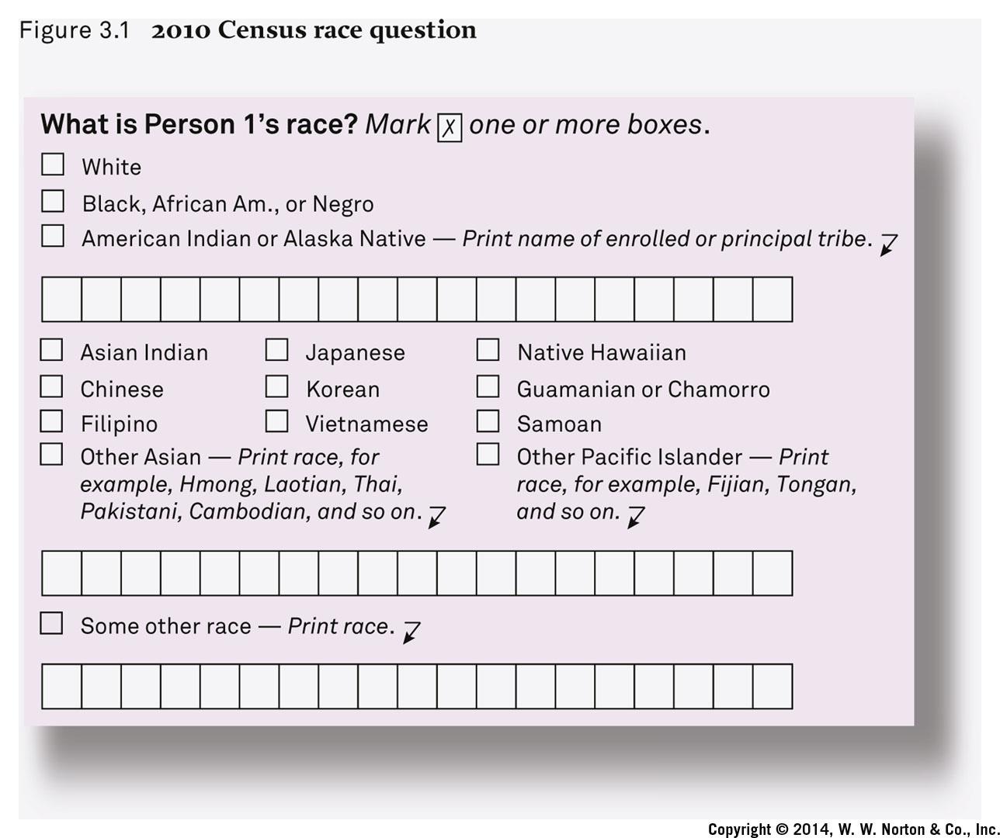 Figure 3.1 2010 Census race question
What is Person 1's race? Mark X one or more boxes.
White
Black, African Am., or Negro
American Indian or Alaska Native — Print name of enrolled or principal tribe.
Asian Indian
Chinese
Filipino
Other Asian — Print race, for
example, Hmong, Laotian, Thai,
Pakistani, Cambodian, and so on.
Japanese
Korean
Vietnamese
Native Hawaiian
Guamanian or Chamorro
Samoan
Other Pacific Islander — Print
race, for example, Fijian, Tongan,
and so on.
Some other race — Print race.
Copyright © 2014, W. W. Norton & Co., Inc.